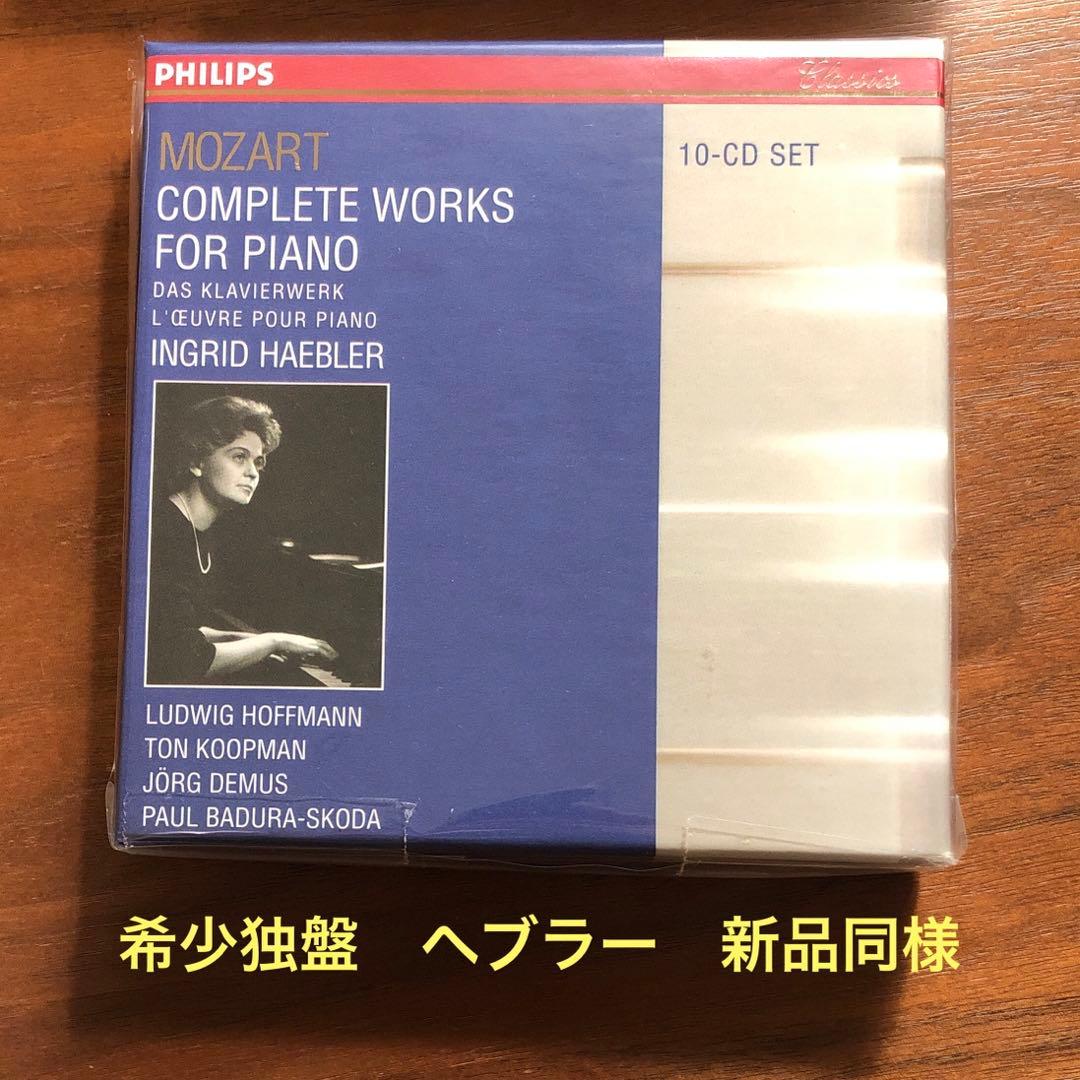 PHILIPS
Classics
MOZART
COMPLETE WORKS
FOR PIANO
DAS KLAVIERWERK
L'ŒUVRE POUR PIANO
INGRID HAEBLER
10-CD SET
LUDWIG HOFFMANN
TON KOOPMAN
JÖRG DEMUS
PAUL BADURA-SKODA
希少独盤 ヘブラー 新品同様